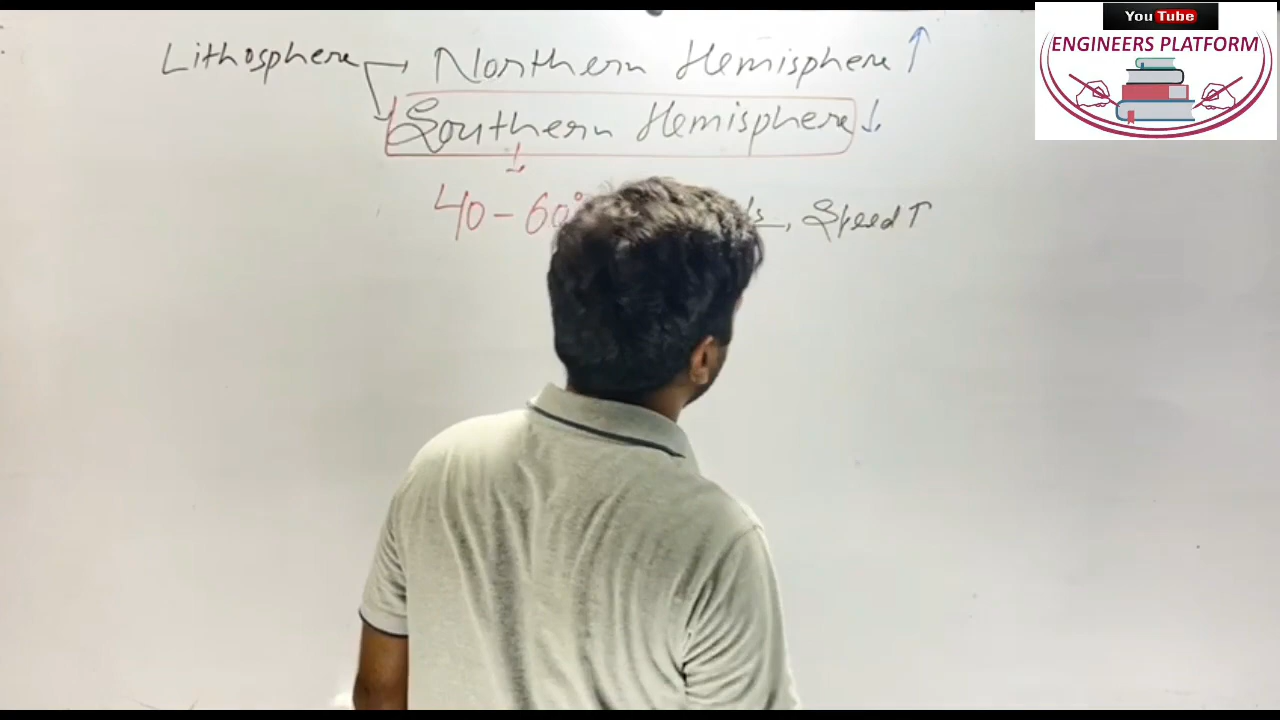 YouTube
ENGINEERS PLATFORM
Lithosphere → Northern Hemisphere ↑
Southern Hemisphere ↓
40-60° , Speed ↑